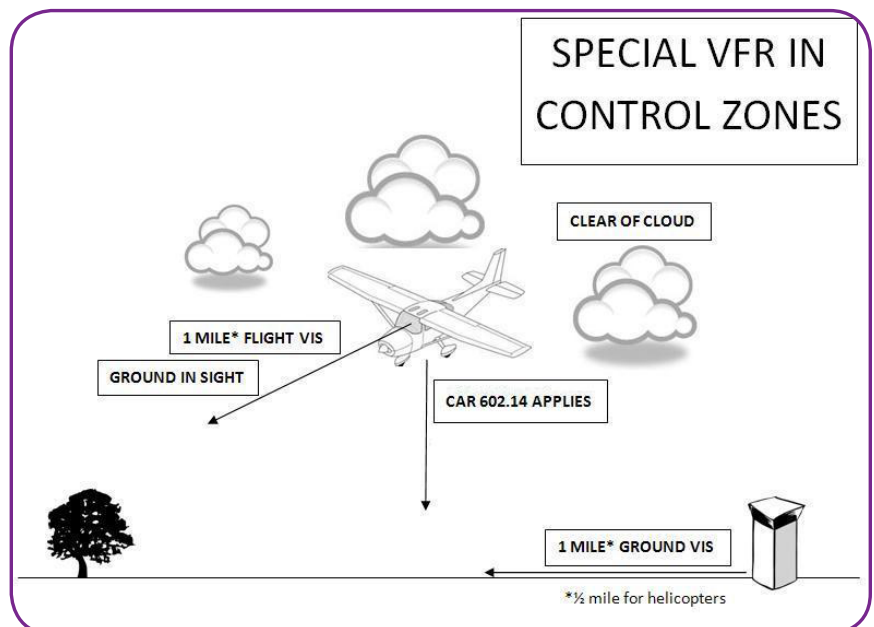 SPECIAL VFR IN
CONTROL ZONES
CLEAR OF CLOUD
1 MILE* FLIGHT VIS
GROUND IN SIGHT
CAR 602.14 APPLIES
1 MILE* GROUND VIS
*½ mile for helicopters